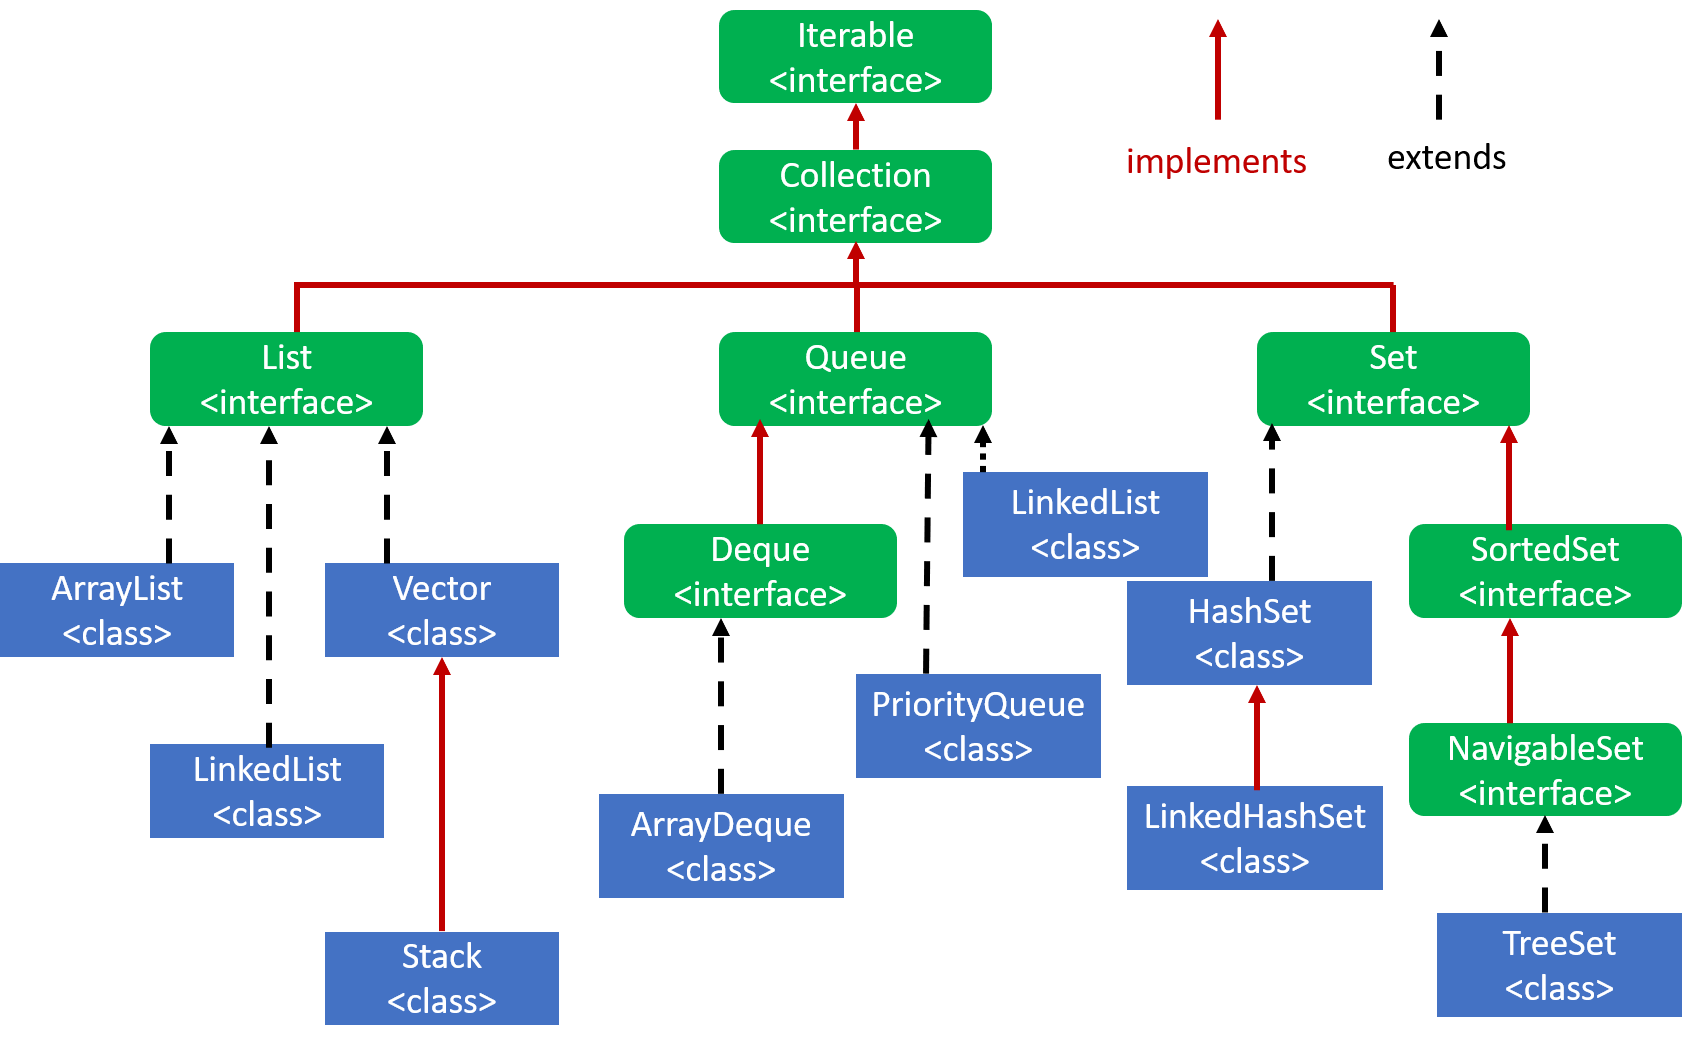 Iterable
<interface>
implements
extends
Collection
<interface>
List
<interface>
Queue
<interface>
Set
<interface>
LinkedList
<class>
Deque
<interface>
SortedSet
<interface>
ArrayList
<class>
Vector
<class>
HashSet
<class>
PriorityQueue
<class>
NavigableSet
<interface>
LinkedList
<class>
ArrayDeque
<class>
LinkedHashSet
<class>
Stack
<class>
TreeSet
<class>